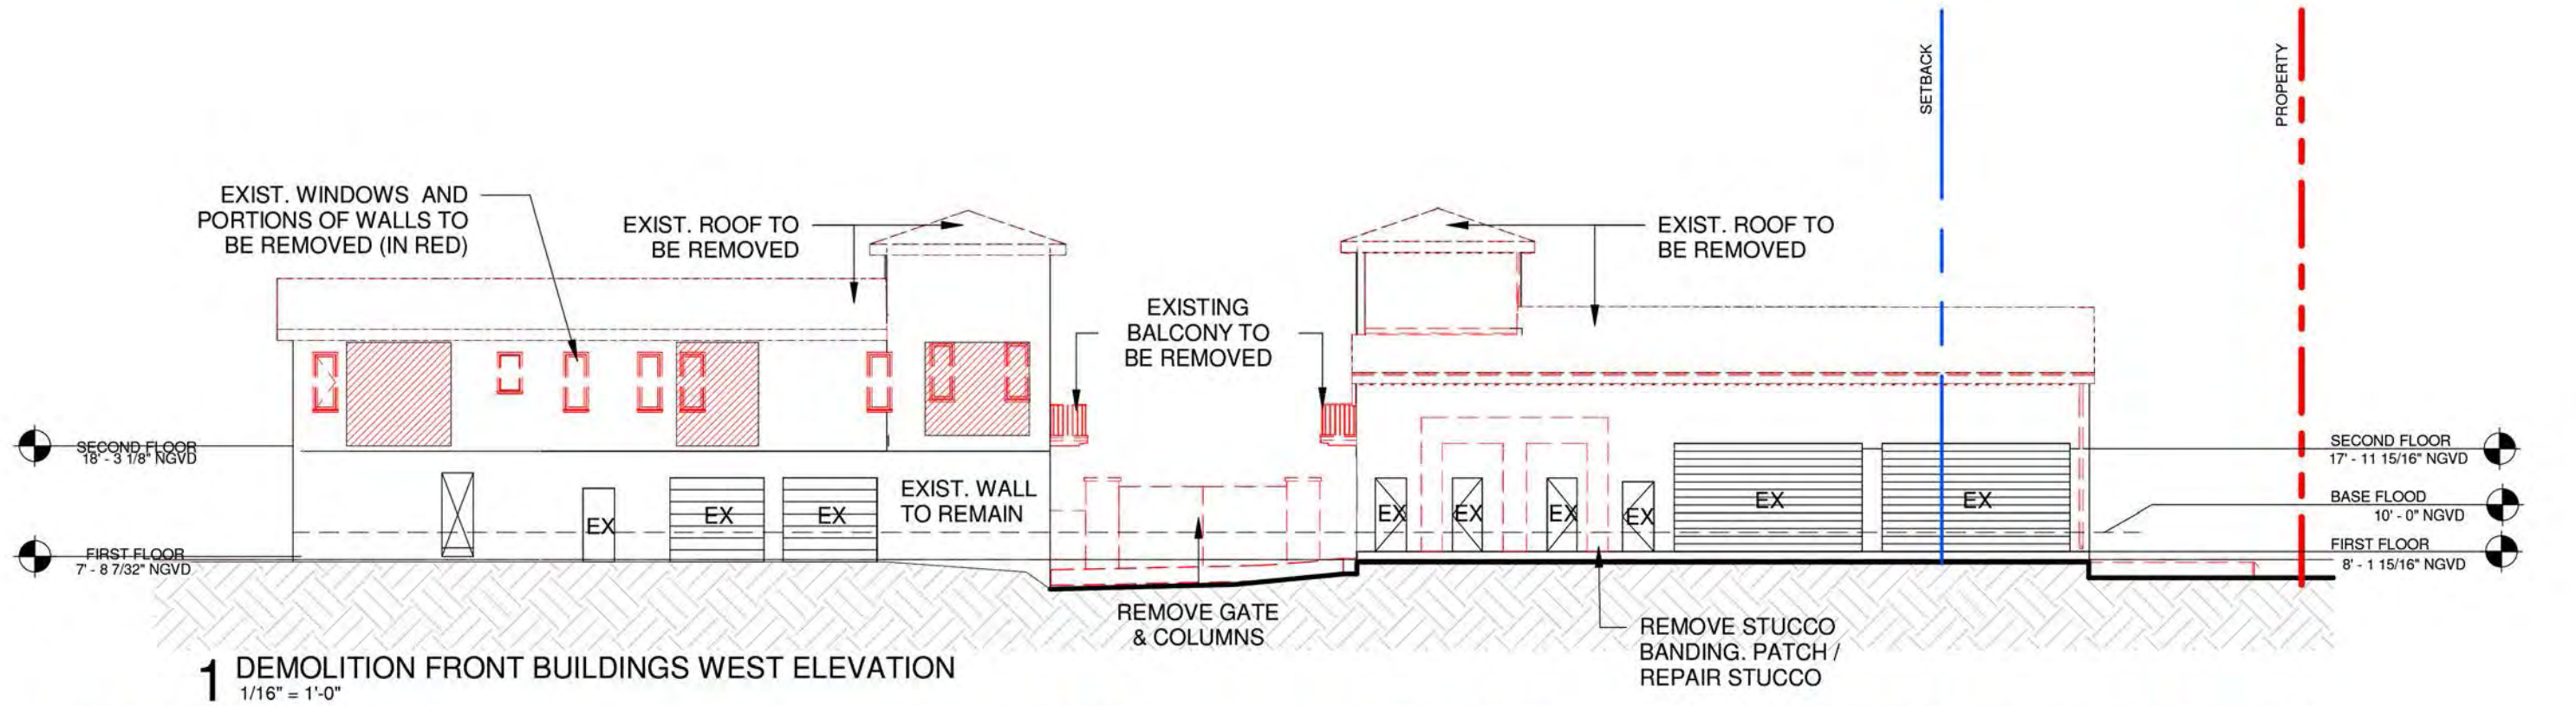 SETBACK
PROPERTY
EXIST. WINDOWS AND
PORTIONS OF WALLS TO
BE REMOVED (IN RED)
EXIST. ROOF TO
BE REMOVED
EXISTING
BALCONY TO
BE REMOVED
EXIST. ROOF TO
BE REMOVED
SECOND FLOOR
18' - 3 1/8" NGVD
SECOND FLOOR
17' - 11 15/16" NGVD
EXIST. WALL
TO REMAIN
EX
EX
EX
EX
EX
EX
EX
EX
EX
BASE FLOOD
10' - 0" NGVD
FIRST FLOOR
7' - 8 7/32" NGVD
FIRST FLOOR
8' - 1 15/16" NGVD
REMOVE GATE
& COLUMNS
REMOVE STUCCO
BANDING. PATCH /
REPAIR STUCCO
1 DEMOLITION FRONT BUILDINGS WEST ELEVATION
1/16" = 1'-0"